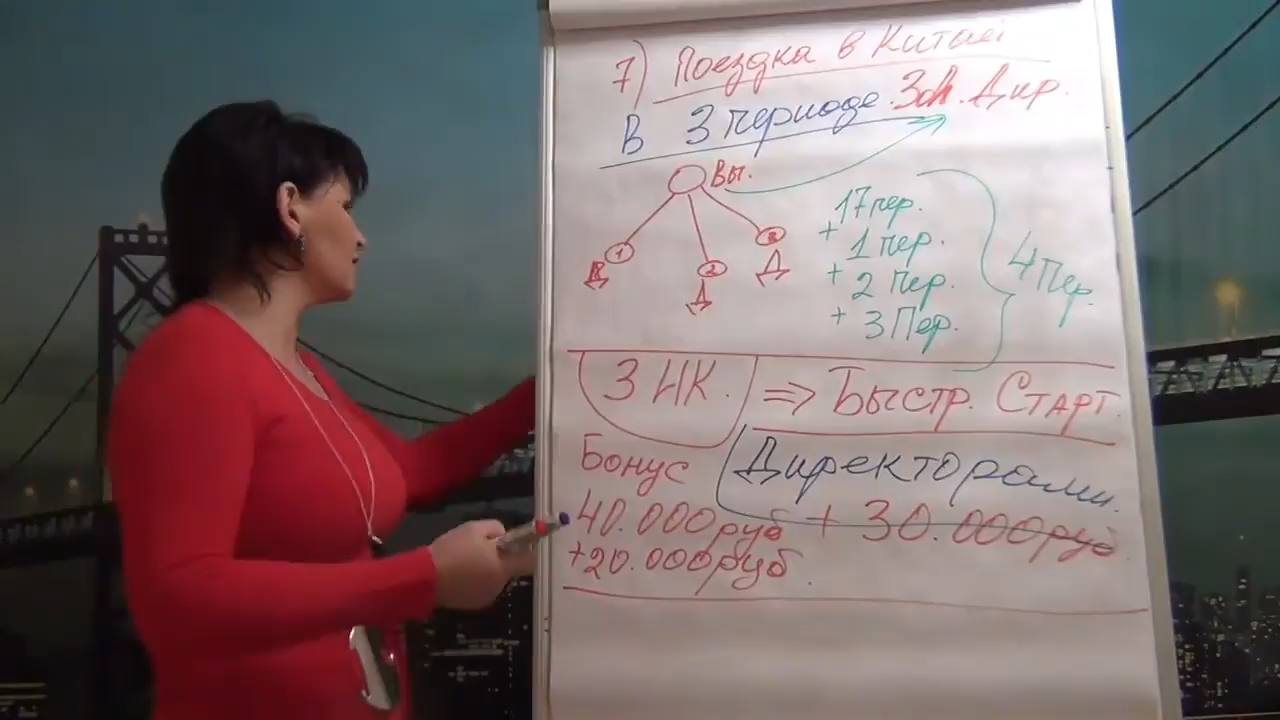 7) Поездка в Китай
В 3 периоде Зол. Дир.
Вы.
1 2 3
Д Д Д
17 пер.
+ 1 пер.
+ 2 пер.
+ 3 Пер.
4 пер.
3 НК. => Быстр. Старт.
Бонус Директорами.
40.000руб + 30.000руб.
+20.000руб.